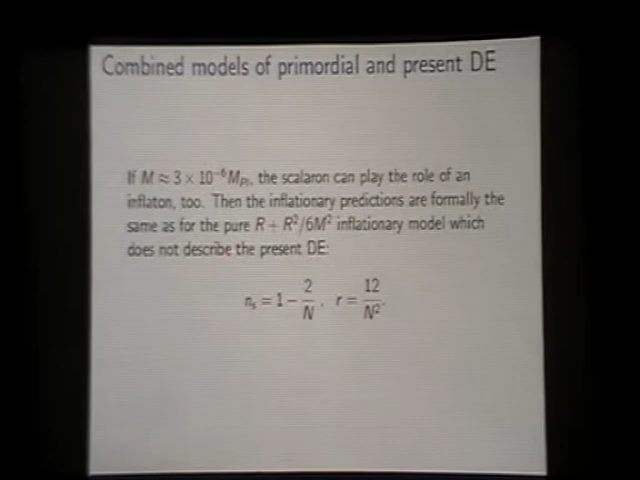 Combined models of primordial and present DE
If M ≈ 3 × 10⁻⁶M_Pl, the scalaron can play the role of an
inflaton, too. Then the inflationary predictions are formally the
same as for the pure R + R²/6M² inflationary model which
does not describe the present DE:
n_s = 1 − 2/N, r = 12/N².